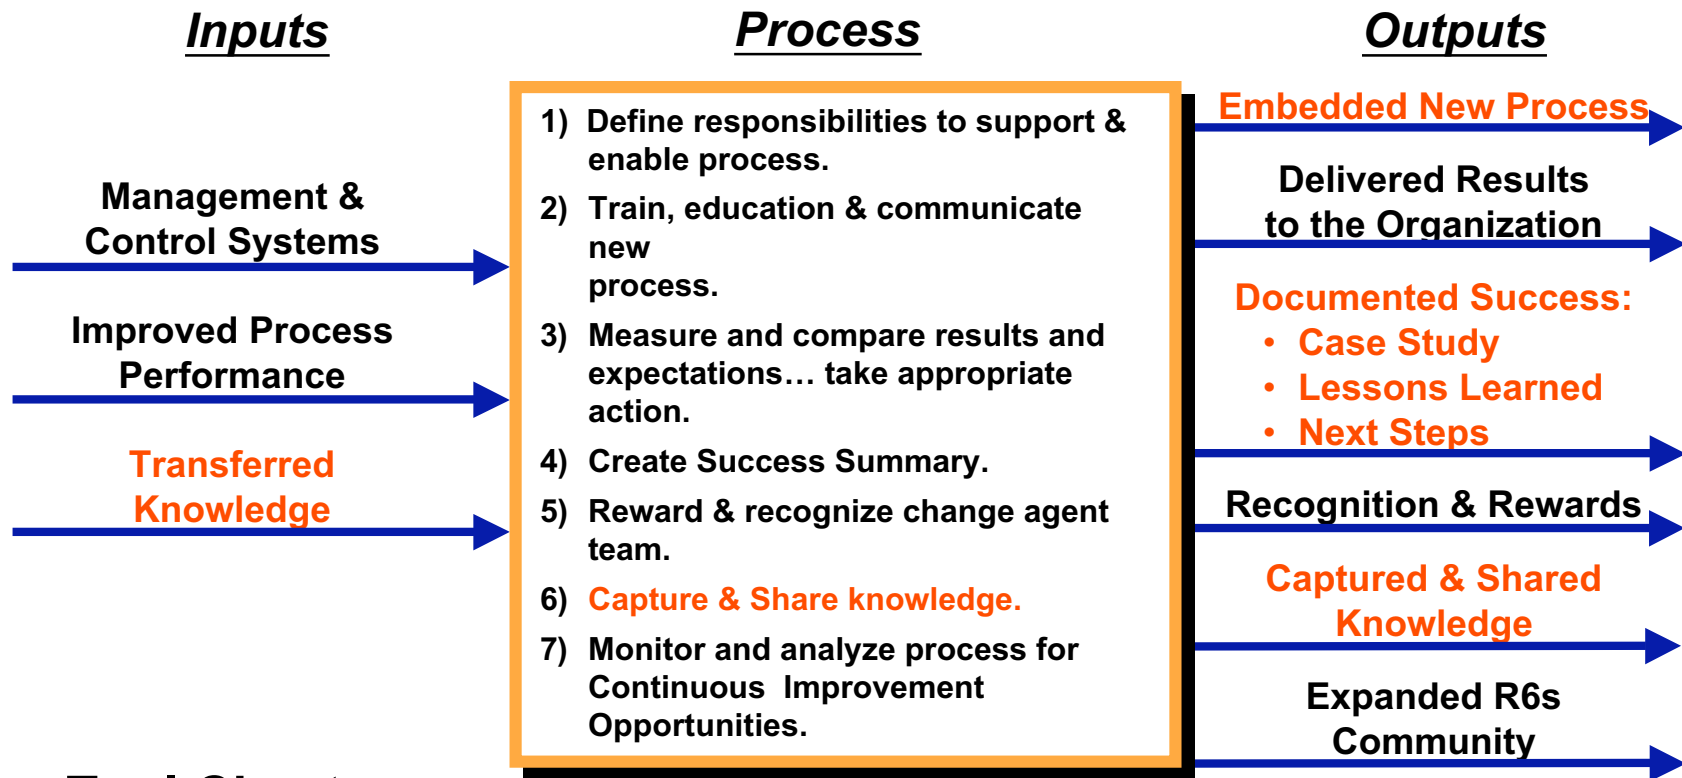 Inputs
Process
Outputs
Management &
Control Systems
Improved Process
Performance
Transferred
Knowledge
1) Define responsibilities to support &
enable process.
2) Train, education & communicate
new
process.
3) Measure and compare results and
expectations… take appropriate
action.
4) Create Success Summary.
5) Reward & recognize change agent
team.
6) Capture & Share knowledge.
7) Monitor and analyze process for
Continuous Improvement
Opportunities.
Embedded New Process
Delivered Results
to the Organization
Documented Success:
• Case Study
• Lessons Learned
• Next Steps
Recognition & Rewards
Captured & Shared
Knowledge
Expanded R6s
Community